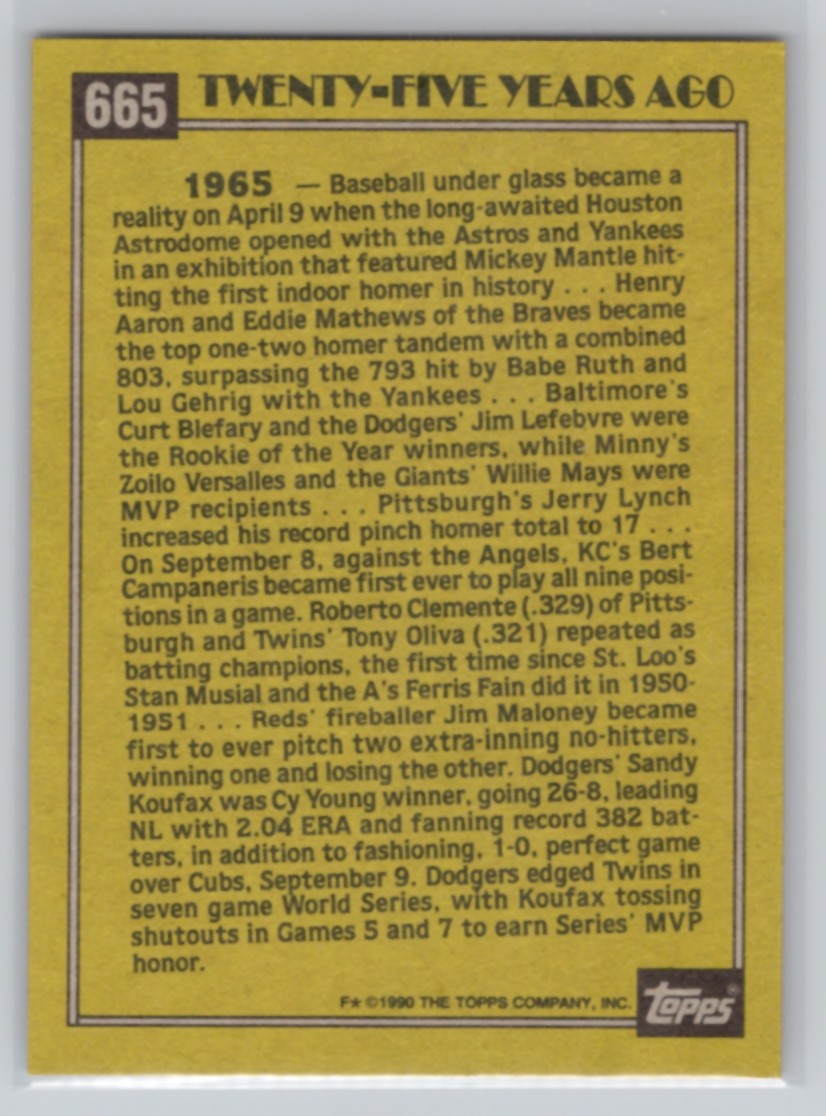 665 TWENTY-FIVE YEARS AGO
1965 — Baseball under glass became a
reality on April 9 when the long-awaited Houston
Astrodome opened with the Astros and Yankees
in an exhibition that featured Mickey Mantle hit-
ting the first indoor homer in history . . . Henry
Aaron and Eddie Mathews of the Braves became
the top one-two homer tandem with a combined
803, surpassing the 793 hit by Babe Ruth and
Lou Gehrig with the Yankees . . . Baltimore's
Curt Blefary and the Dodgers' Jim Lefebvre were
the Rookie of the Year winners, while Minny's
Zoilo Versalles and the Giants' Willie Mays were
MVP recipients . . . Pittsburgh's Jerry Lynch
increased his record pinch homer total to 17 . . .
On September 8, against the Angels, KC's Bert
Campaneris became first ever to play all nine posi-
tions in a game. Roberto Clemente (.329) of Pitts-
burgh and Twins' Tony Oliva (.321) repeated as
batting champions, the first time since St. Loo's
Stan Musial and the A's Ferris Fain did it in 1950-
1951 . . . Reds' fireballer Jim Maloney became
first to ever pitch two extra-inning no-hitters,
winning one and losing the other. Dodgers' Sandy
Koufax was Cy Young winner, going 26-8, leading
NL with 2.04 ERA and fanning record 382 bat-
ters, in addition to fashioning, 1-0, perfect game
over Cubs, September 9. Dodgers edged Twins in
seven game World Series, with Koufax tossing
shutouts in Games 5 and 7 to earn Series' MVP
honor.
F★ ©1990 THE TOPPS COMPANY, INC. topps®